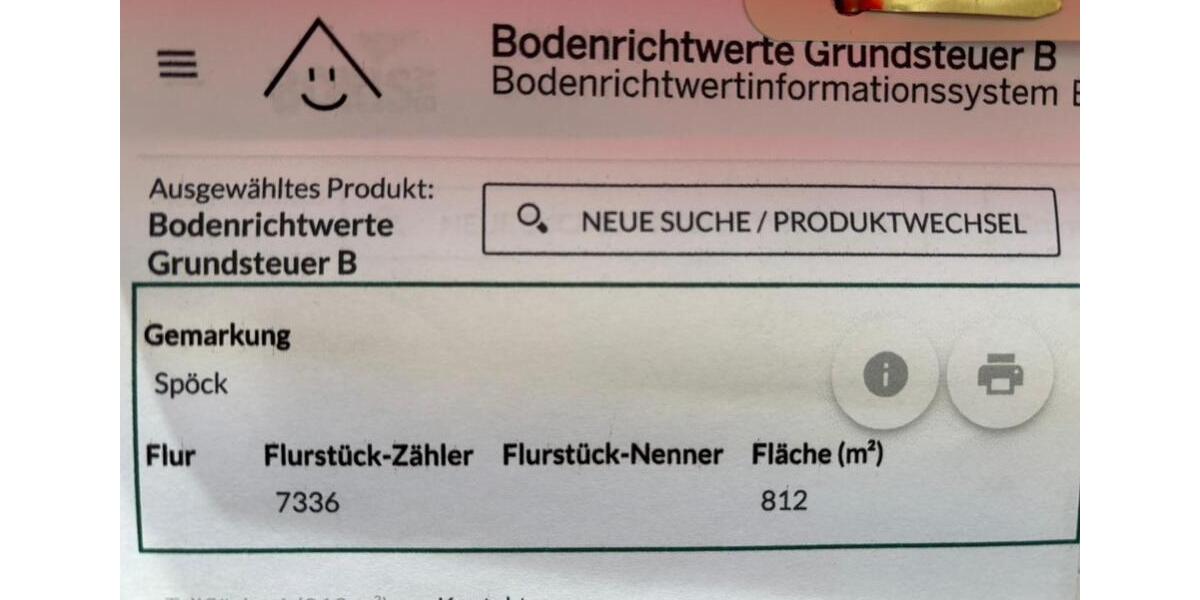 Bodenrichtwerte Grundsteuer B
Bodenrichtwertinformationssystem
Ausgewähltes Produkt:
Bodenrichtwerte
Grundsteuer B
NEUE SUCHE / PRODUKTWECHSEL
Gemarkung
Spöck
Flur Flurstück-Zähler Flurstück-Nenner Fläche (m²)
7336 812